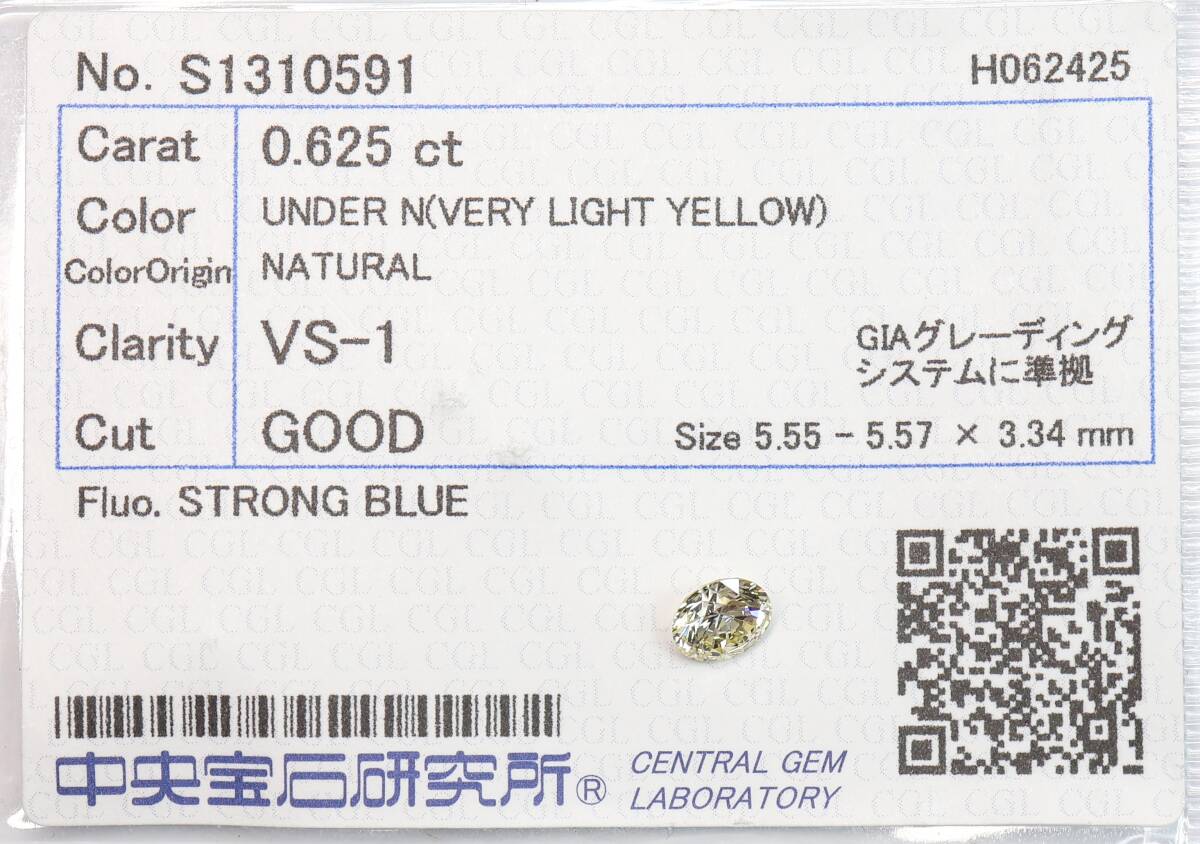 No. S1310591 H062425
Carat 0.625 ct
Color UNDER N(VERY LIGHT YELLOW)
ColorOrigin NATURAL
Clarity VS-1 GIAグレーディング
システムに準拠
Cut GOOD Size 5.55 - 5.57 × 3.34 mm
Fluo. STRONG BLUE
中央宝石研究所® CENTRAL GEM
LABORATORY